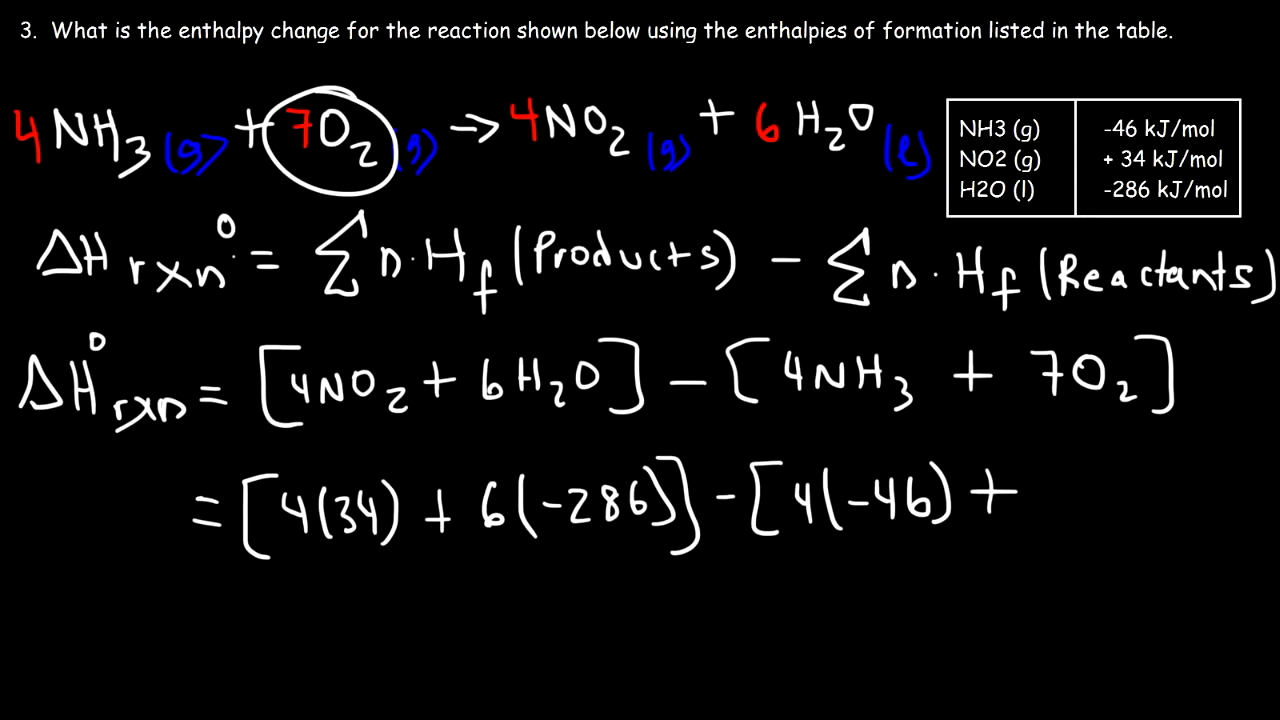 3. What is the enthalpy change for the reaction shown below using the enthalpies of formation listed in the table.
4NH₃ (g) + 7O₂ (g) → 4NO₂ (g) + 6H₂O (l)
NH3 (g) -46 kJ/mol
NO2 (g) + 34 kJ/mol
H2O (l) -286 kJ/mol
ΔH rxn° = Σ n·Hf (Products) - Σ n·Hf (Reactants)
ΔH°rxn = [4NO₂ + 6H₂O] - [4NH₃ + 7O₂]
= [4(34) + 6(-286)] - [4(-46) +